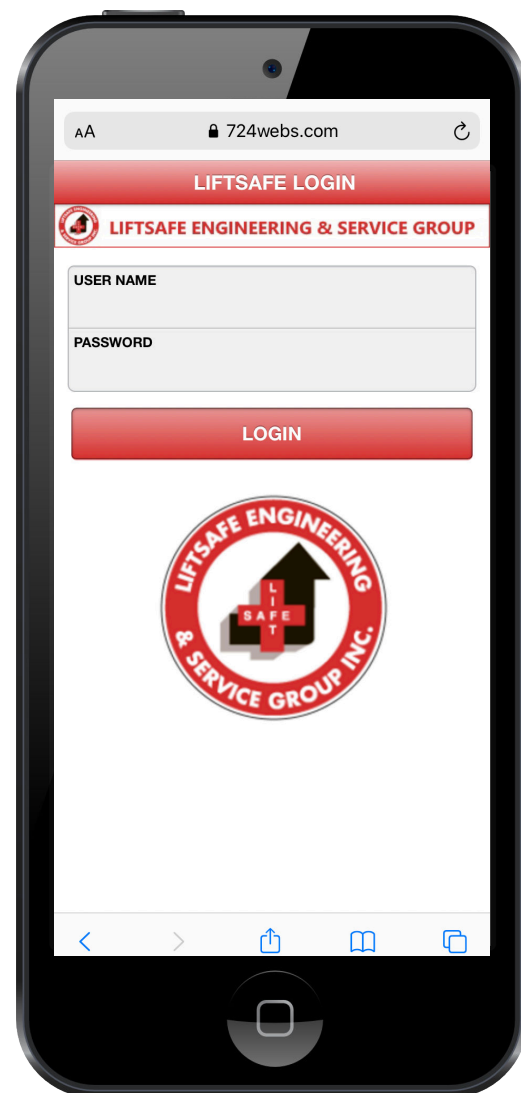 AA 724webs.com
LIFTSAFE LOGIN
LIFTSAFE ENGINEERING & SERVICE GROUP
USER NAME
PASSWORD
LOGIN
LIFTSAFE ENGINEERING
LIFT
SAFE
& SERVICE GROUP INC.